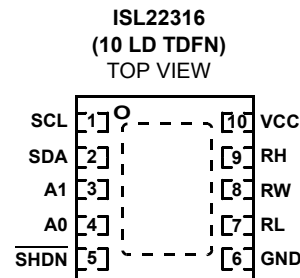 ISL22316
(10 LD TDFN)
TOP VIEW
SCL 1 O 10 VCC
SDA 2 9 RH
A1 3 8 RW
A0 4 7 RL
SHDN 5 6 GND